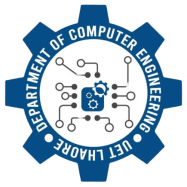 DEPARTMENT OF COMPUTER ENGINEERING
UET LHAORE